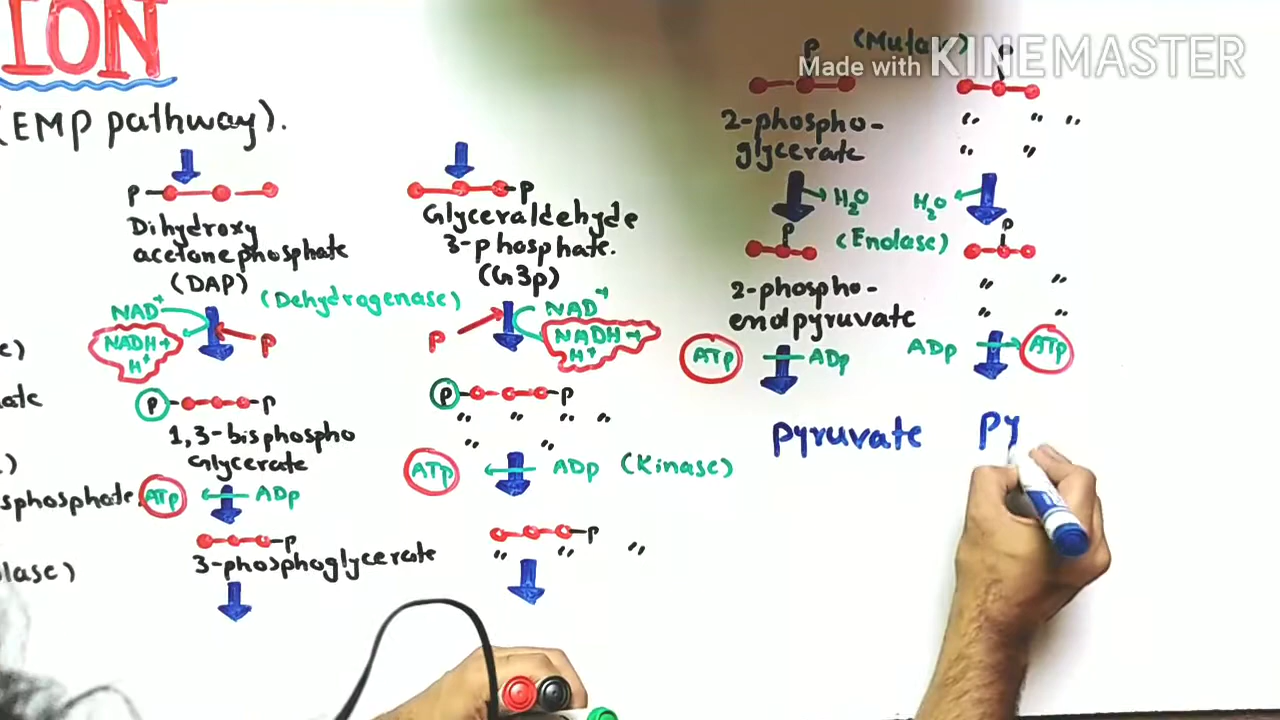 ION
(EMP pathway).
P
Dihydroxy
acetonephosphate
(DAP)
NAD+
(Dehydrogenase)
NADH+
H+
P
P
1,3-bisphospho
Glycerate
ATP
ADP
P
3-phosphoglycerate
P
Glyceraldehyde
3-phosphate.
(G3P)
NAD+
P
NADH+
H+
P
P
" " " "
" "
ATP
ADP (Kinase)
P
" " "
P
(Mutase)
Made with KINEMASTER
2-phospho-
glycerate
H2O
P
(Enolase)
2-phospho-
endpyruvate
ATP
ADP
pyruvate
P
" " "
" "
H2O
P
" "
" "
ADP
ATP
Py